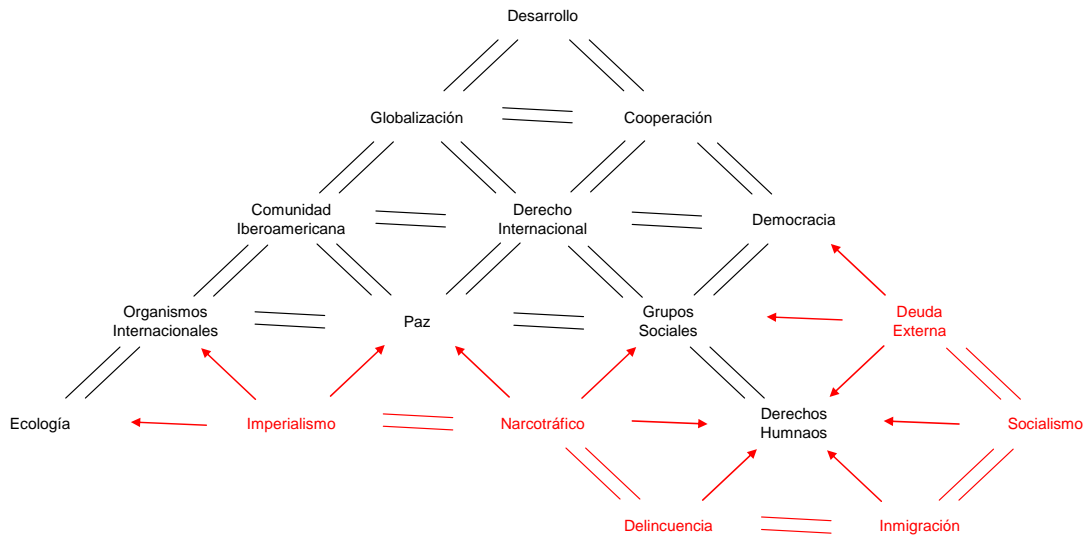 Desarrollo
Globalización
Cooperación
Comunidad
Iberoamericana
Derecho
Internacional
Democracia
Organismos
Internacionales
Paz
Grupos
Sociales
Deuda
Externa
Ecología
Imperialismo
Narcotráfico
Derechos
Humnaos
Socialismo
Delincuencia
Inmigración